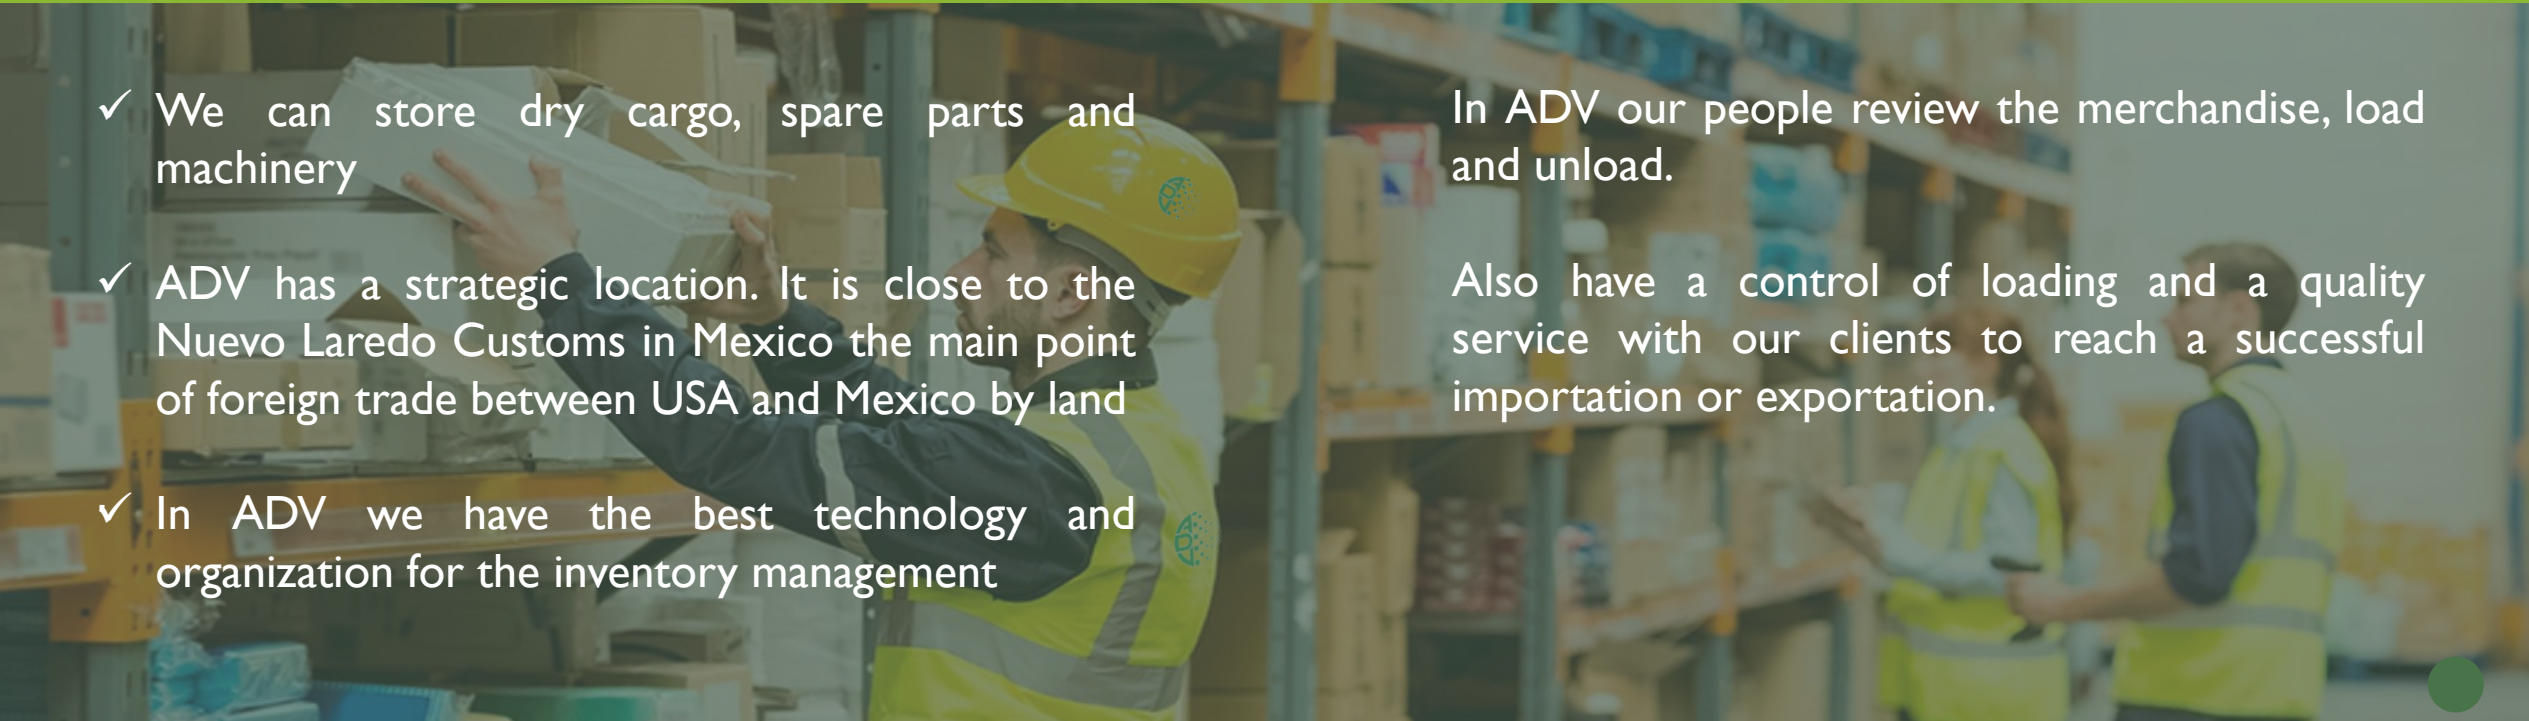 ✓ We can store dry cargo, spare parts and
machinery
✓ ADV has a strategic location. It is close to the
Nuevo Laredo Customs in Mexico the main point
of foreign trade between USA and Mexico by land
✓ In ADV we have the best technology and
organization for the inventory management
In ADV our people review the merchandise, load
and unload.
Also have a control of loading and a quality
service with our clients to reach a successful
importation or exportation.